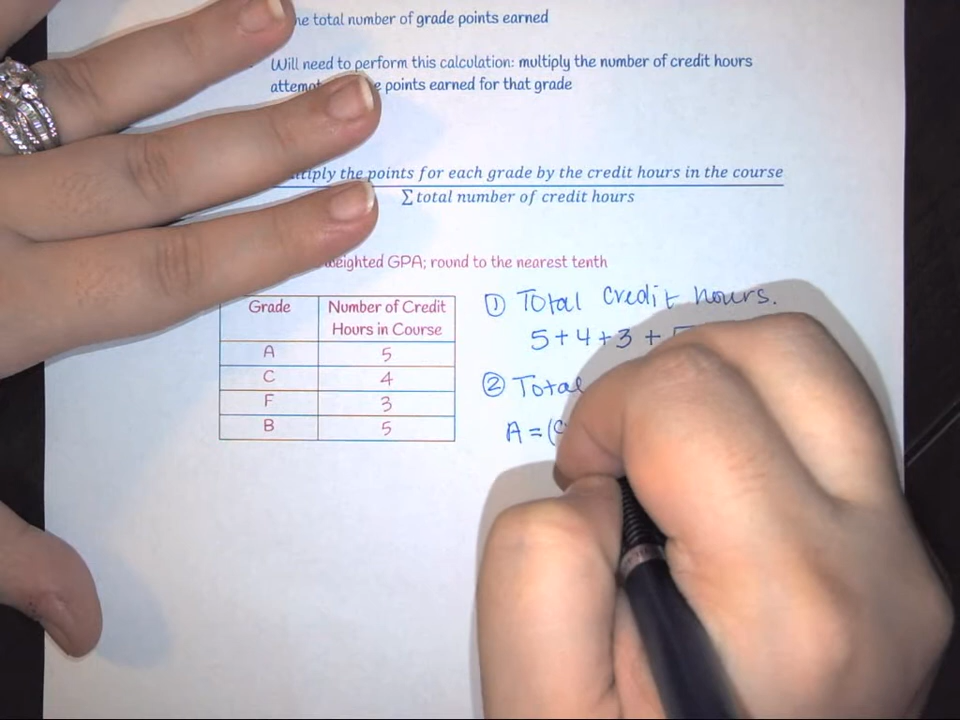 he total number of grade points earned
Will need to perform this calculation: multiply the number of credit hours
points earned for that grade
the points for each grade by the credit hours in the course
∑ total number of credit hours
weighted GPA; round to the nearest tenth
Grade Number of Credit Hours in Course
A 5
C 4
F 3
B 5
① Total credit hours.
5+4+3+
② Total
A = (